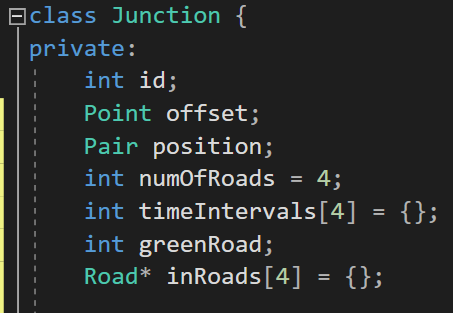 class Junction {
private:
    int id;
    Point offset;
    Pair position;
    int numOfRoads = 4;
    int timeIntervals[4] = {};
    int greenRoad;
    Road* inRoads[4] = {};